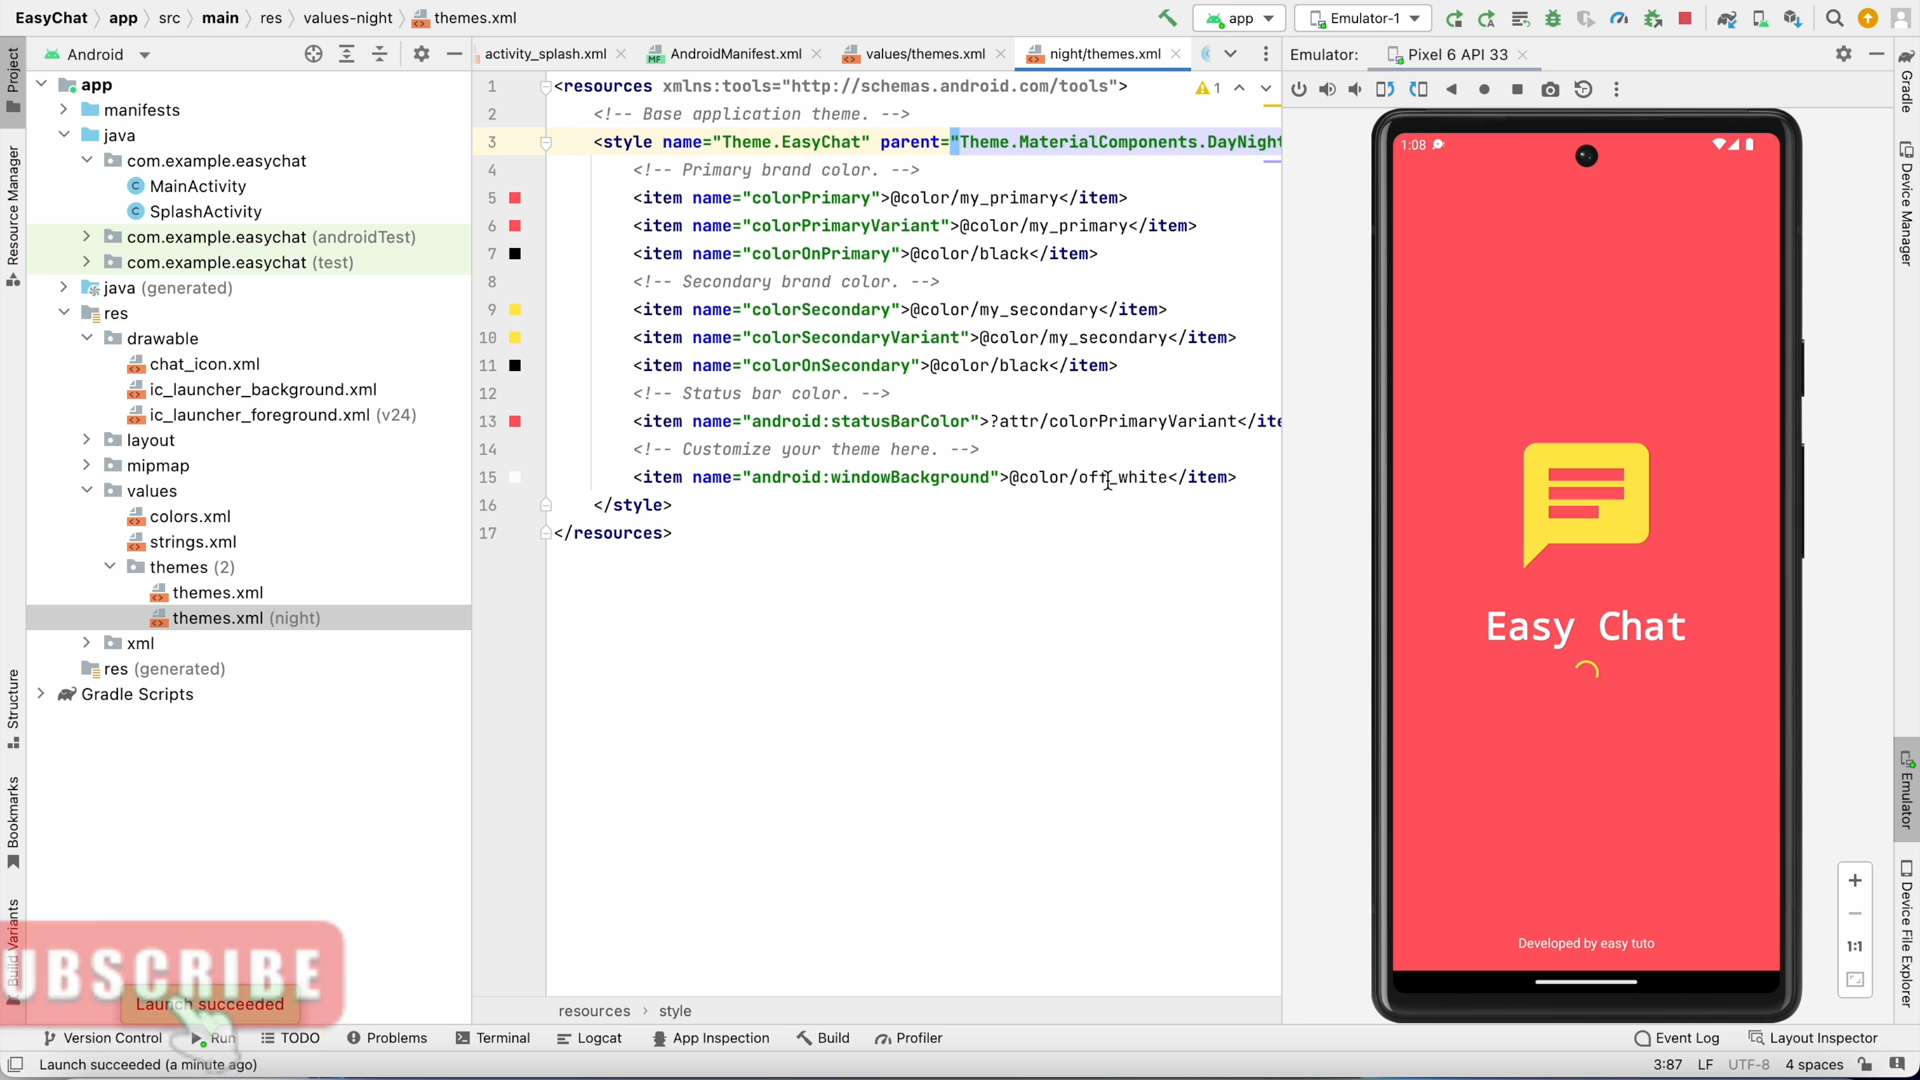 EasyChat app src main res values-night themes.xml
app Emulator-1
Android
activity_splash.xml AndroidManifest.xml values/themes.xml night/themes.xml
Emulator: Pixel 6 API 33
Project
Resource Manager
Structure
Bookmarks
Build Variants
app
manifests
java
com.example.easychat
MainActivity
SplashActivity
com.example.easychat (androidTest)
com.example.easychat (test)
java (generated)
res
drawable
chat_icon.xml
ic_launcher_background.xml
ic_launcher_foreground.xml (v24)
layout
mipmap
values
colors.xml
strings.xml
themes (2)
themes.xml
themes.xml (night)
xml
res (generated)
Gradle Scripts
1 <resources xmlns:tools="http://schemas.android.com/tools"> 1
2 <!-- Base application theme. -->
3 <style name="Theme.EasyChat" parent="Theme.MaterialComponents.DayNight
4 <!-- Primary brand color. -->
5 <item name="colorPrimary">@color/my_primary</item>
6 <item name="colorPrimaryVariant">@color/my_primary</item>
7 <item name="colorOnPrimary">@color/black</item>
8 <!-- Secondary brand color. -->
9 <item name="colorSecondary">@color/my_secondary</item>
10 <item name="colorSecondaryVariant">@color/my_secondary</item>
11 <item name="colorOnSecondary">@color/black</item>
12 <!-- Status bar color. -->
13 <item name="android:statusBarColor">?attr/colorPrimaryVariant</ite
14 <!-- Customize your theme here. -->
15 <item name="android:windowBackground">@color/off_white</item>
16 </style>
17 </resources>
resources style
1:08
Easy Chat
Developed by easy tuto
1:1
Gradle
Device Manager
Emulator
Device File Explorer
UBSCRIBE
Launch succeeded
Version Control Run TODO Problems Terminal Logcat App Inspection Build Profiler Event Log Layout Inspector
Launch succeeded (a minute ago) 3:87 LF UTF-8 4 spaces